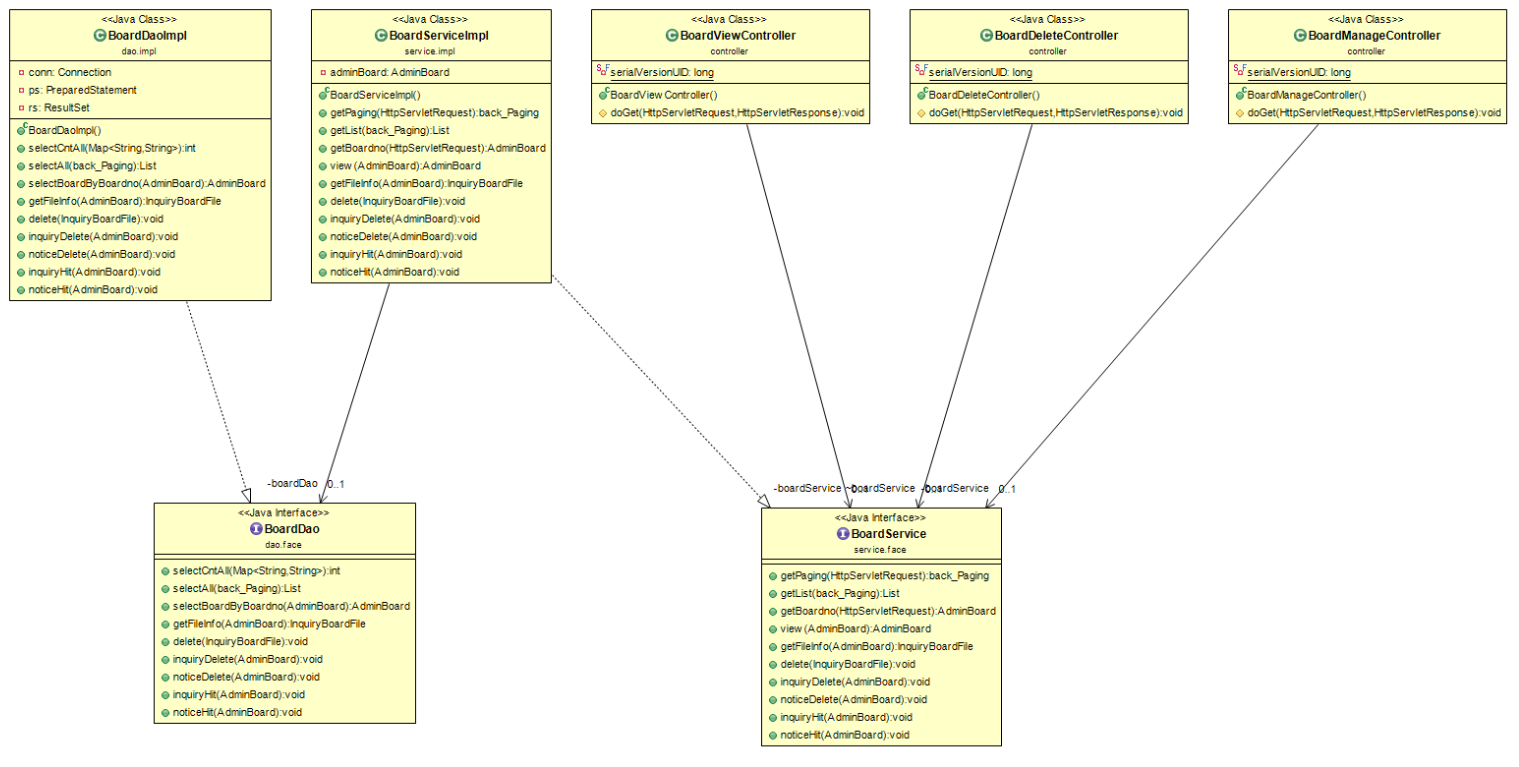 <<Java Class>>
BoardDaoImpl
dao.impl
conn: Connection
ps: PreparedStatement
rs: ResultSet
BoardDaoImpl()
selectCntAll(Map<String,String>):int
selectAll(back_Paging):List
selectBoardByBoardno(AdminBoard):AdminBoard
getFileInfo(AdminBoard):InquiryBoardFile
delete(InquiryBoardFile):void
inquiryDelete(AdminBoard):void
noticeDelete(AdminBoard):void
inquiryHit(AdminBoard):void
noticeHit(AdminBoard):void
<<Java Class>>
BoardServiceImpl
service.impl
adminBoard: AdminBoard
BoardServiceImpl()
getPaging(HttpServletRequest):back_Paging
getList(back_Paging):List
getBoardno(HttpServletRequest):AdminBoard
view(AdminBoard):AdminBoard
getFileInfo(AdminBoard):InquiryBoardFile
delete(InquiryBoardFile):void
inquiryDelete(AdminBoard):void
noticeDelete(AdminBoard):void
inquiryHit(AdminBoard):void
noticeHit(AdminBoard):void
<<Java Class>>
BoardViewController
controller
serialVersionUID: long
BoardViewController()
doGet(HttpServletRequest,HttpServletResponse):void
<<Java Class>>
BoardDeleteController
controller
serialVersionUID: long
BoardDeleteController()
doGet(HttpServletRequest,HttpServletResponse):void
<<Java Class>>
BoardManageController
controller
serialVersionUID: long
BoardManageController()
doGet(HttpServletRequest,HttpServletResponse):void
-boardDao 0..1
-boardService 0..1
~boardService 0..1
-boardService 0..1
<<Java Interface>>
BoardDao
dao.face
selectCntAll(Map<String,String>):int
selectAll(back_Paging):List
selectBoardByBoardno(AdminBoard):AdminBoard
getFileInfo(AdminBoard):InquiryBoardFile
delete(InquiryBoardFile):void
inquiryDelete(AdminBoard):void
noticeDelete(AdminBoard):void
inquiryHit(AdminBoard):void
noticeHit(AdminBoard):void
<<Java Interface>>
BoardService
service.face
getPaging(HttpServletRequest):back_Paging
getList(back_Paging):List
getBoardno(HttpServletRequest):AdminBoard
view(AdminBoard):AdminBoard
getFileInfo(AdminBoard):InquiryBoardFile
delete(InquiryBoardFile):void
inquiryDelete(AdminBoard):void
noticeDelete(AdminBoard):void
inquiryHit(AdminBoard):void
noticeHit(AdminBoard):void